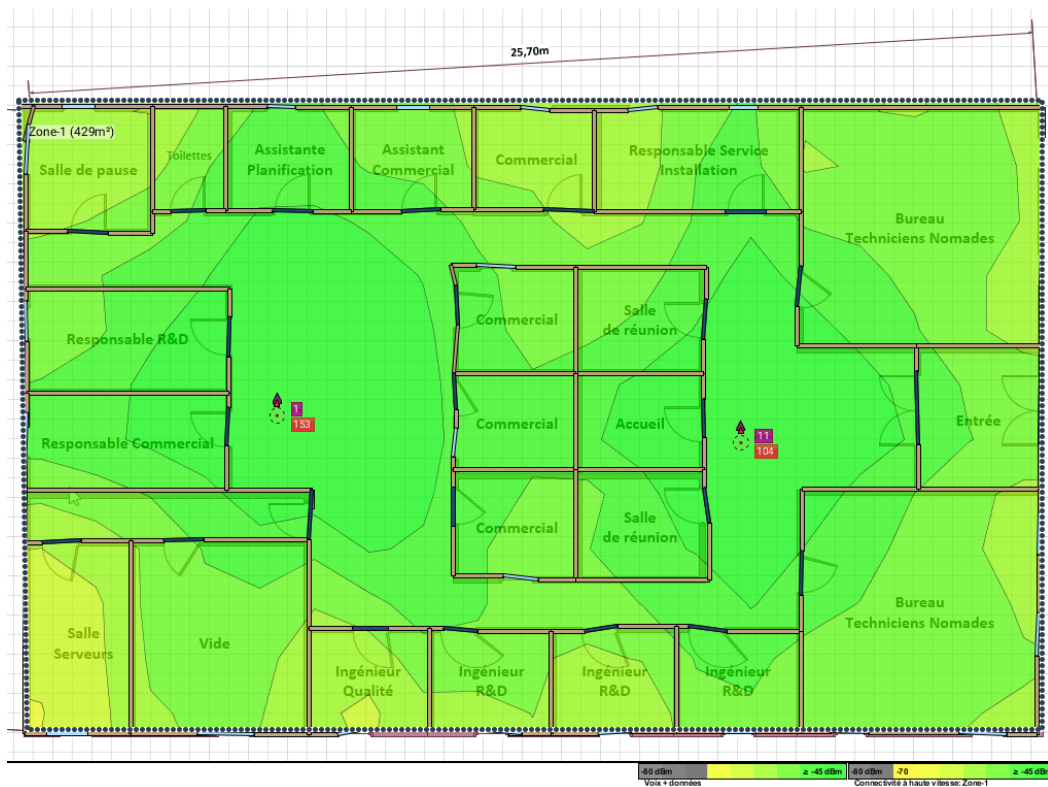 25,70m
Zone-1 (429m²)
Salle de pause
Toilettes
Assistante
Planification
Assistant
Commercial
Commercial
Responsable Service
Installation
Bureau
Techniciens Nomades
Responsable R&D
Commercial
Salle
de réunion
1
153
Responsable Commercial
Commercial
Accueil
11
104
Entrée
Commercial
Salle
de réunion
Salle
Serveurs
Vide
Ingénieur
Qualité
Ingénieur
R&D
Ingénieur
R&D
Ingénieur
R&D
Bureau
Techniciens Nomades
-80 dBm ≥ -45 dBm
Voix + données
-80 dBm -70 ≥ -45 dBm
Connectivité à haute vitesse: Zone-1